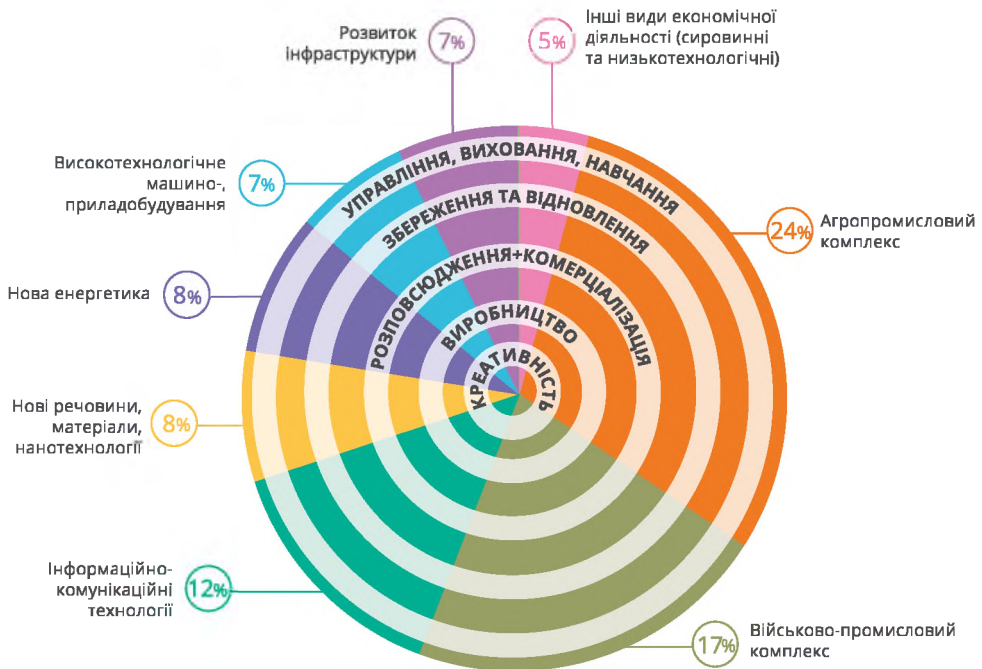 Розвиток
інфраструктури
7%
5%
Інші види економічної
діяльності (сировинні
та низькотехнологічні)
Високотехнологічне
машино-,
приладобудування
7%
24%
Агропромисловий
комплекс
Нова енергетика
8%
Нові речовини,
матеріали,
нанотехнології
8%
Інформаційно-
комунікаційні
технології
12%
17%
Військово-промисловий
комплекс
УПРАВЛІННЯ, ВИХОВАННЯ, НАВЧАННЯ
ЗБЕРЕЖЕННЯ ТА ВІДНОВЛЕННЯ
РОЗПОВСЮДЖЕННЯ+КОМЕРЦІАЛІЗАЦІЯ
ВИРОБНИЦТВО
КРЕАТИВНІСТЬ